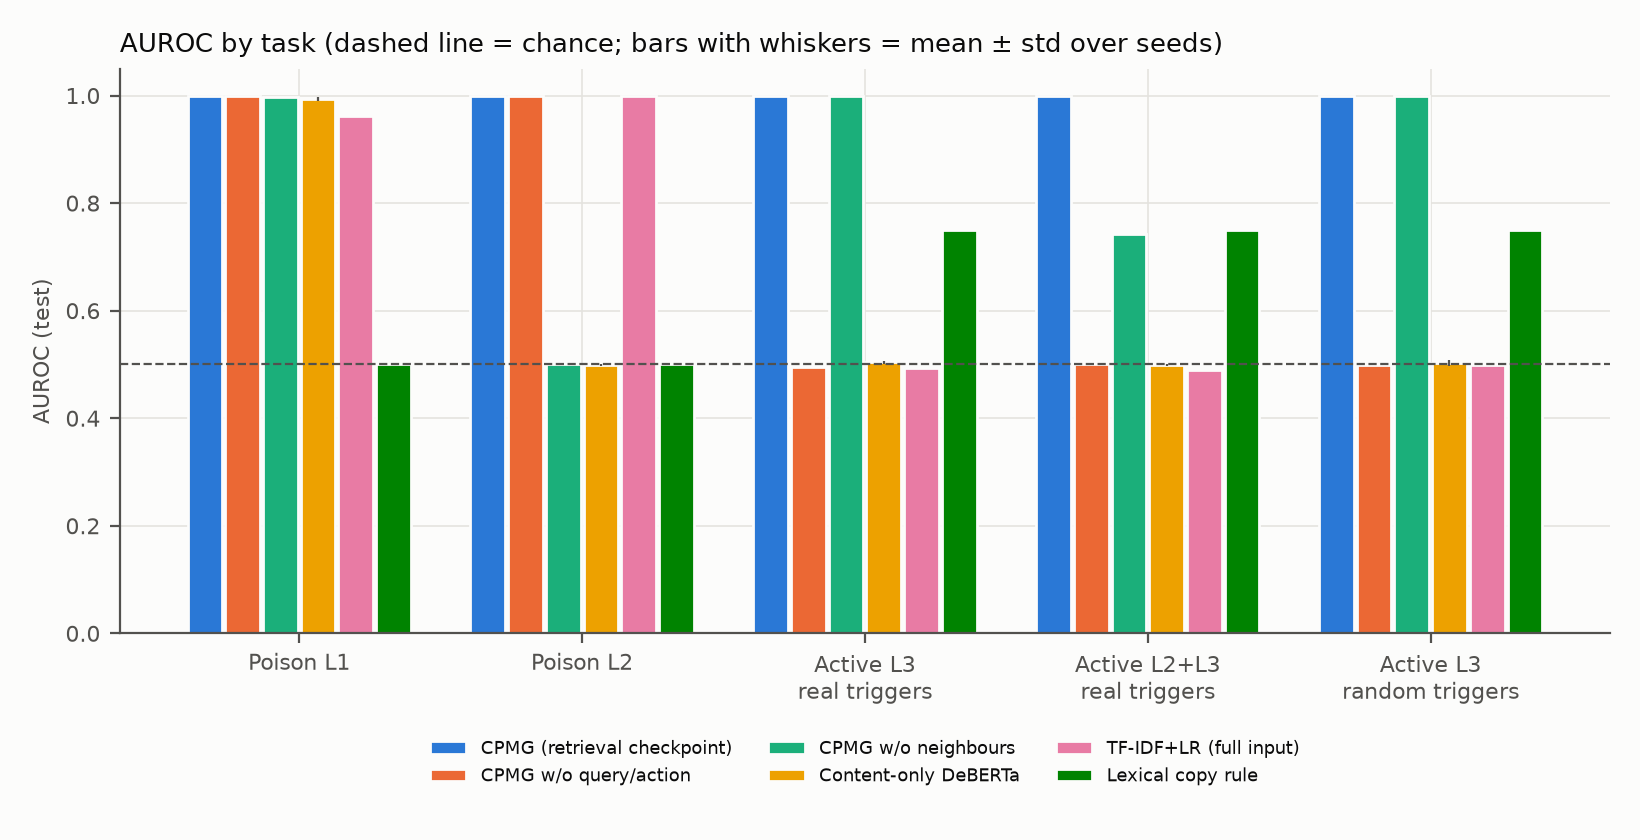 AUROC by task (dashed line = chance; bars with whiskers = mean ± std over seeds)
AUROC (test)
1.0
0.8
0.6
0.4
0.2
0.0
Poison L1
Poison L2
Active L3
real triggers
Active L2+L3
real triggers
Active L3
random triggers
CPMG (retrieval checkpoint)
CPMG w/o query/action
CPMG w/o neighbours
Content-only DeBERTa
TF-IDF+LR (full input)
Lexical copy rule